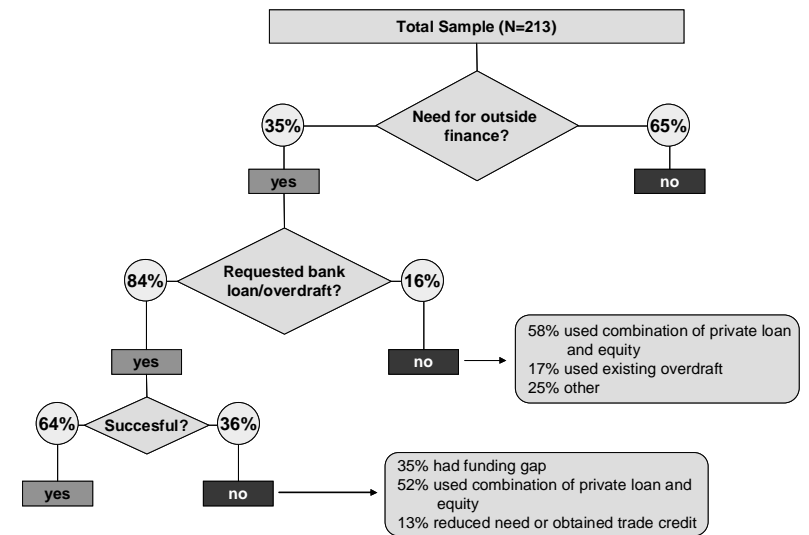 Total Sample (N=213)
Need for outside
finance?
35%
65%
yes
no
Requested bank
loan/overdraft?
84%
16%
yes
no
58% used combination of private loan
and equity
17% used existing overdraft
25% other
Succesful?
64%
36%
yes
no
35% had funding gap
52% used combination of private loan and
equity
13% reduced need or obtained trade credit